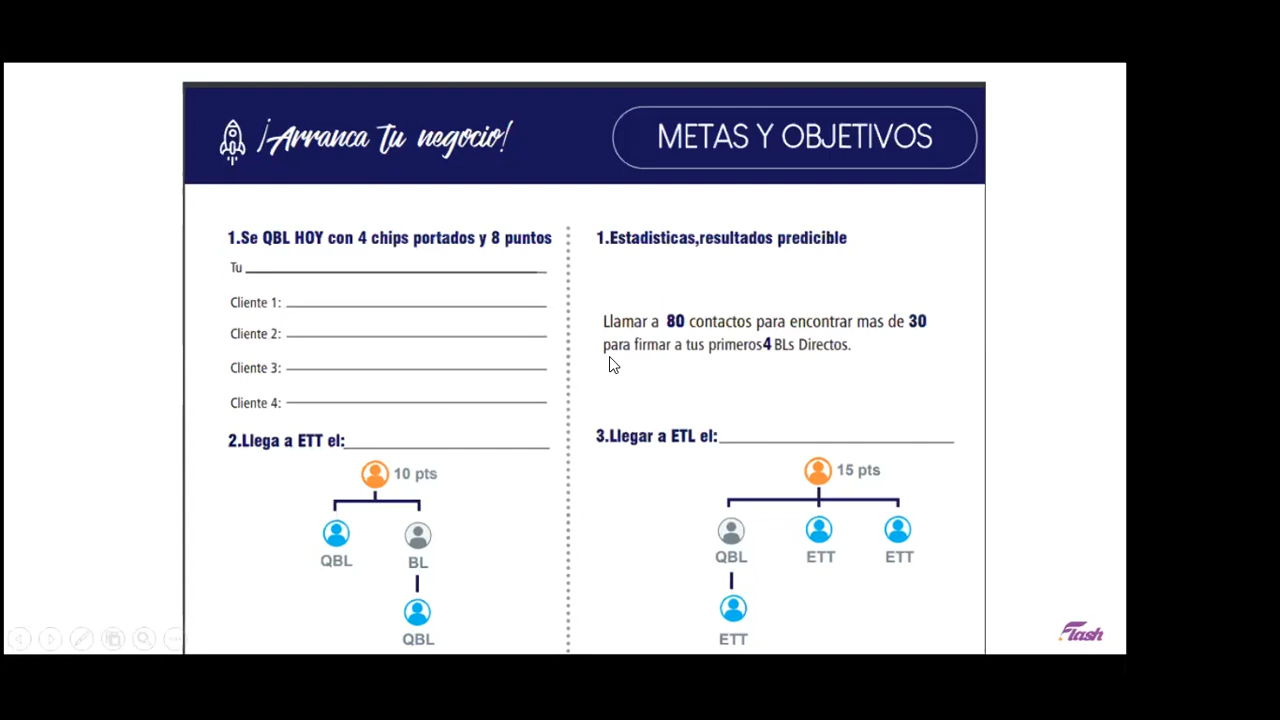 ¡Arranca tu negocio!
METAS Y OBJETIVOS
1.Se QBL HOY con 4 chips portados y 8 puntos
Tu
Cliente 1:
Cliente 2:
Cliente 3:
Cliente 4:
2.Llega a ETT el:
10 pts
QBL
BL
QBL
1.Estadisticas,resultados predicible
Llamar a 80 contactos para encontrar mas de 30
para firmar a tus primeros4 BLs Directos.
3.Llegar a ETL el:
15 pts
QBL
ETT
ETT
ETT
Flash